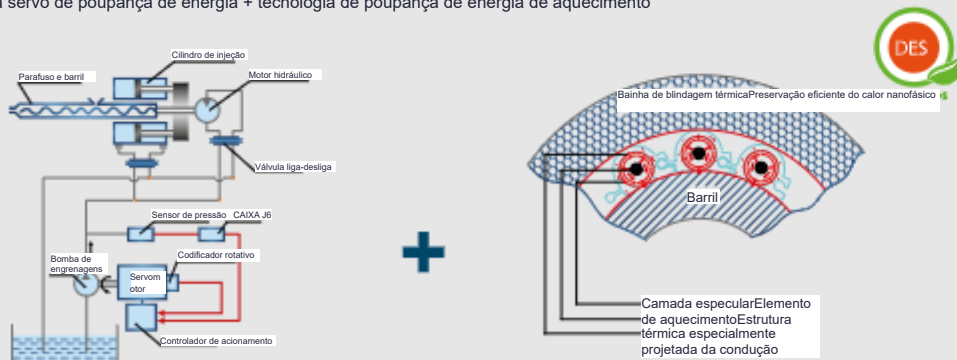 servo de poupança de energia + tecnologia de poupança de energia de aquecimento
DES
Cilindro de injeção
Parafuso e barril
Motor hidráulico
Válvula liga-desliga
Sensor de pressão
CAIXA J6
Bomba de
engrenagens
Codificador rotativo
Servom
otor
Controlador de acionamento
Bainha de blindagem térmicaPreservação eficiente do calor nanofásico
Barril
Camada especularElemento
de aquecimentoEstrutura
térmica especialmente
projetada da condução